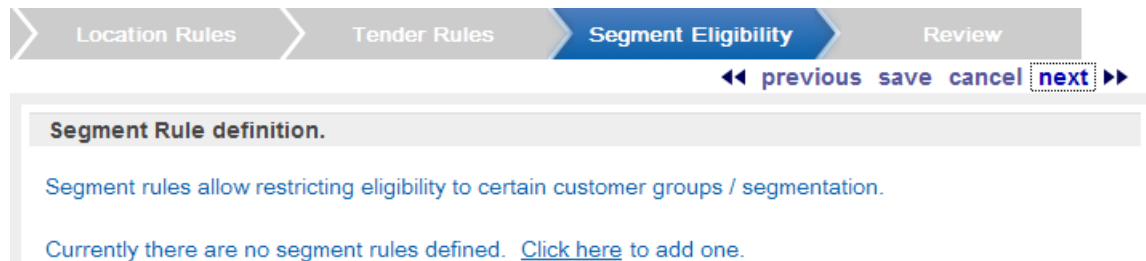 Location Rules Tender Rules Segment Eligibility Review
previous save cancel next
Segment Rule definition.
Segment rules allow restricting eligibility to certain customer groups / segmentation.
Currently there are no segment rules defined. Click here to add one.